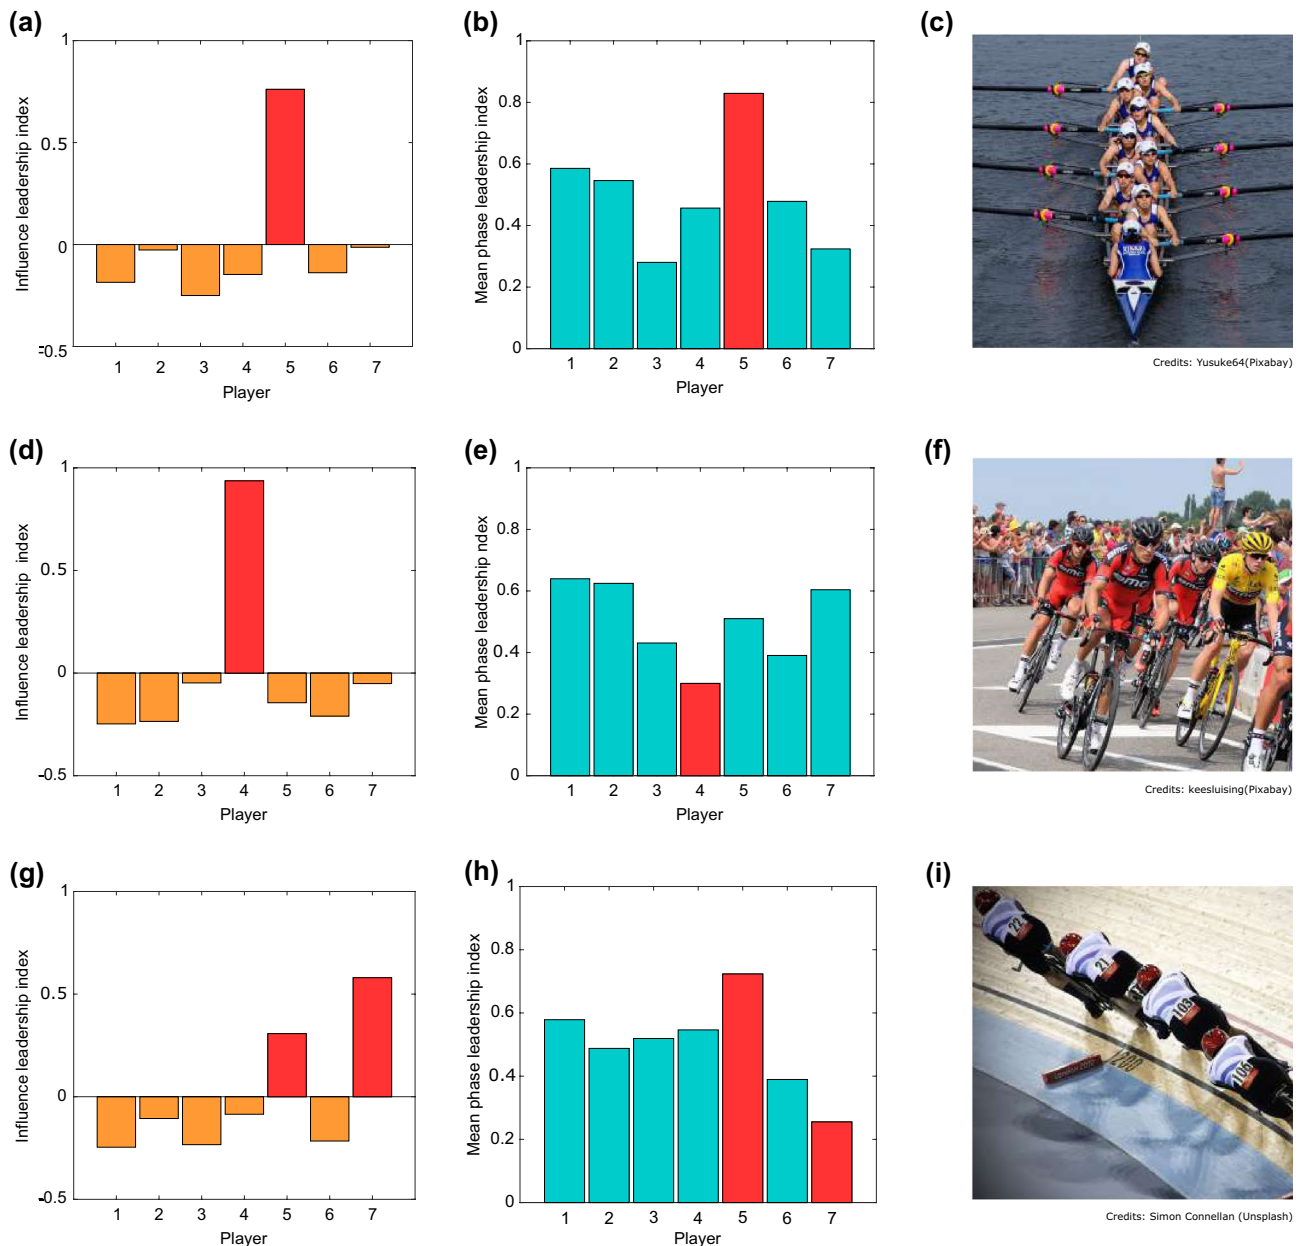 (a)
1
0.5
0
-0.5
Influence leadership index
1 2 3 4 5 6 7
Player
(b)
1
0.8
0.6
0.4
0.2
0
Mean phase leadership index
1 2 3 4 5 6 7
Player
(c)
Credits: Yusuke64(Pixabay)
(d)
1
0.5
0
-0.5
Influence leadership index
1 2 3 4 5 6 7
Player
(e)
1
0.8
0.6
0.4
0.2
0
Mean phase leadership ndex
1 2 3 4 5 6 7
Player
(f)
Credits: keesluising(Pixabay)
(g)
1
0.5
0
-0.5
Influence leadership index
1 2 3 4 5 6 7
Player
(h)
1
0.8
0.6
0.4
0.2
0
Mean phase leadership index
1 2 3 4 5 6 7
Player
(i)
22
21
103
106
200
Credits: Simon Connellan (Unsplash)